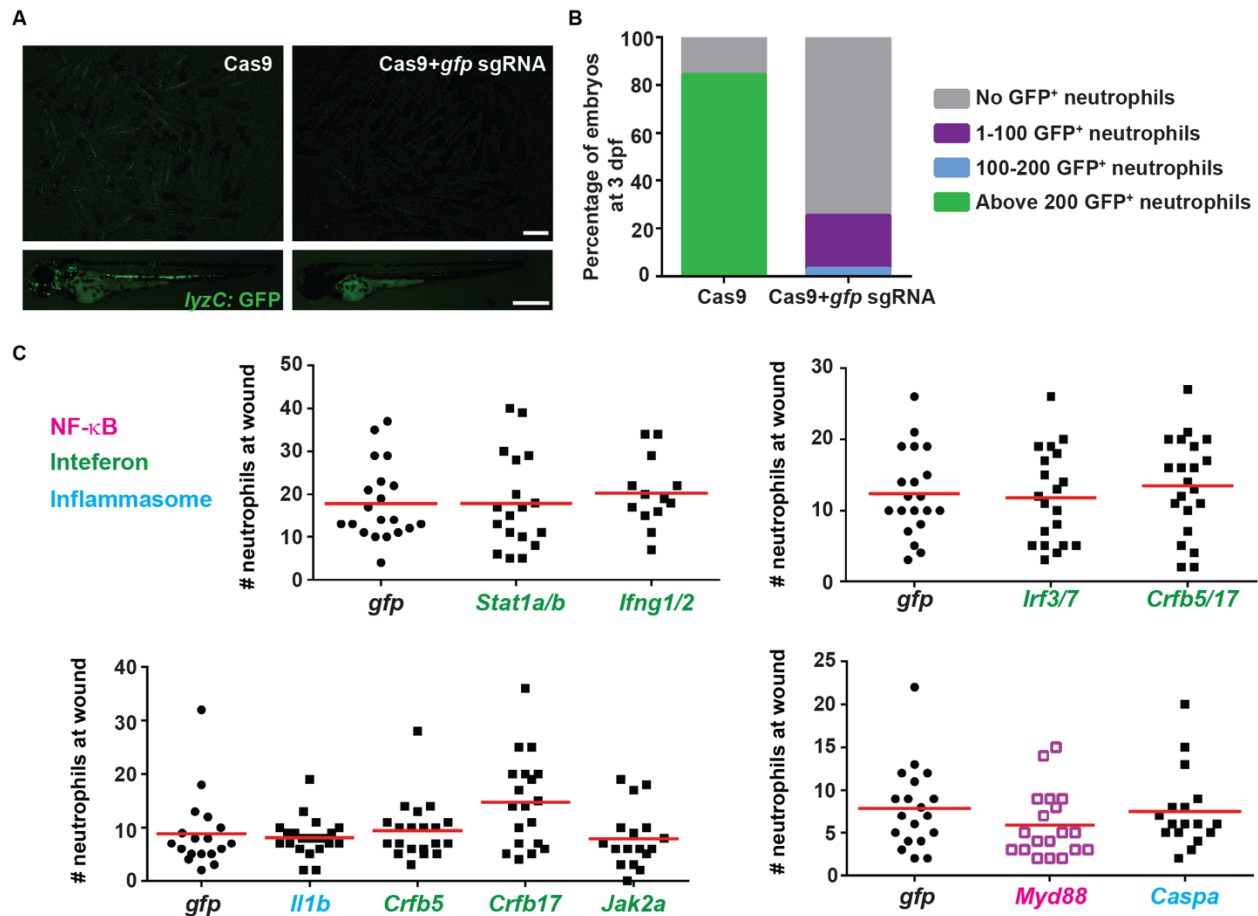 A
Cas9
Cas9+gfp sgRNA
lyzC: GFP
B
Percentage of embryos
at 3 dpf
100
80
60
40
20
0
Cas9
Cas9+gfp sgRNA
No GFP⁺ neutrophils
1-100 GFP⁺ neutrophils
100-200 GFP⁺ neutrophils
Above 200 GFP⁺ neutrophils
C
NF-κB
Inteferon
Inflammasome
# neutrophils at wound
50
40
30
20
10
0
gfp
Stat1a/b
Ifng1/2
# neutrophils at wound
30
20
10
0
gfp
Irf3/7
Crfb5/17
# neutrophils at wound
40
30
20
10
0
gfp
Il1b
Crfb5
Crfb17
Jak2a
# neutrophils at wound
25
20
15
10
5
0
gfp
Myd88
Caspa